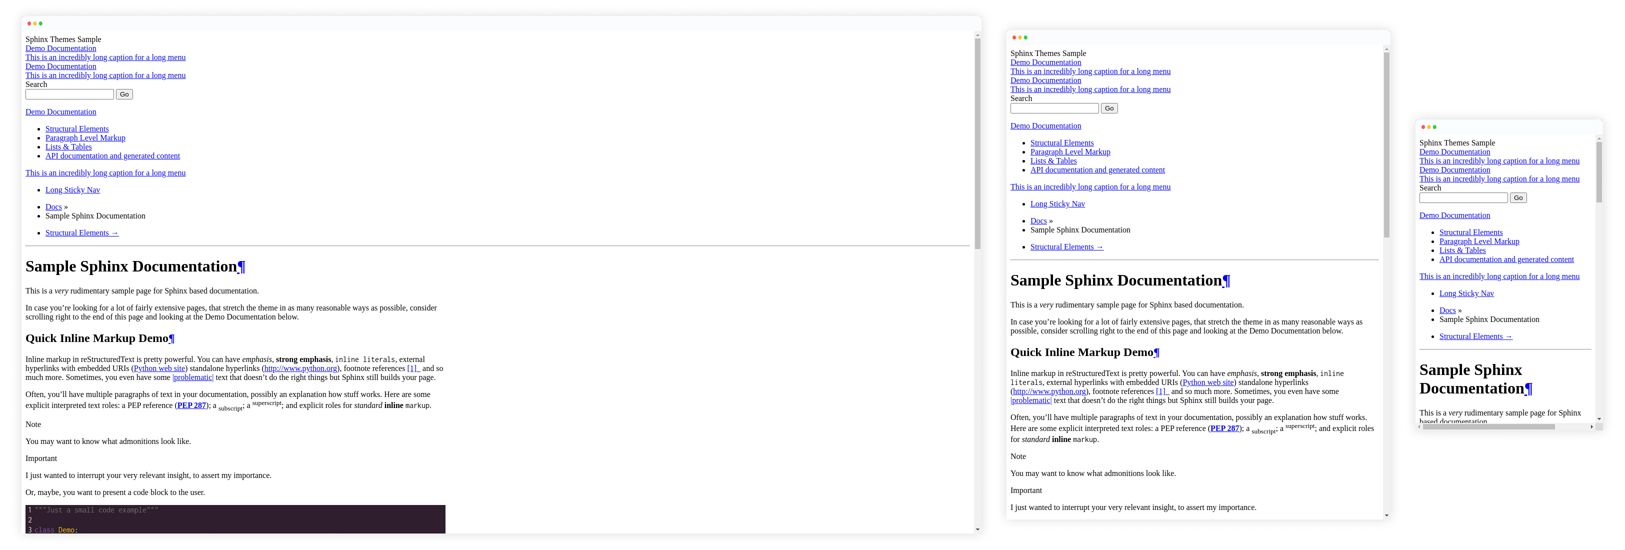 Sphinx Themes Sample
Demo Documentation
This is an incredibly long caption for a long menu
Demo Documentation
This is an incredibly long caption for a long menu
Search
Go
Demo Documentation
Structural Elements
Paragraph Level Markup
Lists & Tables
API documentation and generated content
This is an incredibly long caption for a long menu
Long Sticky Nav
Docs »
Sample Sphinx Documentation
Structural Elements →
Sample Sphinx Documentation¶
This is a very rudimentary sample page for Sphinx based documentation.
In case you’re looking for a lot of fairly extensive pages, that stretch the theme in as many reasonable ways as possible, consider
scrolling right to the end of this page and looking at the Demo Documentation below.
Quick Inline Markup Demo¶
Inline markup in reStructuredText is pretty powerful. You can have emphasis, strong emphasis, inline literals, external
hyperlinks with embedded URIs (Python web site) standalone hyperlinks (http://www.python.org), footnote references [1]_ and so
much more. Sometimes, you even have some |problematic| text that doesn’t do the right things but Sphinx still builds your page.
Often, you’ll have multiple paragraphs of text in your documentation, possibly an explanation how stuff works. Here are some
explicit interpreted text roles: a PEP reference (PEP 287); a subscript; a superscript; and explicit roles for standard inline markup.
Note
You may want to know what admonitions look like.
Important
I just wanted to interrupt your very relevant insight, to assert my importance.
Or, maybe, you want to present a code block to the user.
1 """Just a small code example"""
2
3 class Demo:
Sphinx Themes Sample
Demo Documentation
This is an incredibly long caption for a long menu
Demo Documentation
This is an incredibly long caption for a long menu
Search
Go
Demo Documentation
Structural Elements
Paragraph Level Markup
Lists & Tables
API documentation and generated content
This is an incredibly long caption for a long menu
Long Sticky Nav
Docs »
Sample Sphinx Documentation
Structural Elements →
Sample Sphinx Documentation¶
This is a very rudimentary sample page for Sphinx based documentation.
In case you’re looking for a lot of fairly extensive pages, that stretch the theme in as many reasonable ways as
possible, consider scrolling right to the end of this page and looking at the Demo Documentation below.
Quick Inline Markup Demo¶
Inline markup in reStructuredText is pretty powerful. You can have emphasis, strong emphasis, inline
literals, external hyperlinks with embedded URIs (Python web site) standalone hyperlinks
(http://www.python.org), footnote references [1]_ and so much more. Sometimes, you even have some
|problematic| text that doesn’t do the right things but Sphinx still builds your page.
Often, you’ll have multiple paragraphs of text in your documentation, possibly an explanation how stuff works.
Here are some explicit interpreted text roles: a PEP reference (PEP 287); a subscript; a superscript; and explicit roles
for standard inline markup.
Note
You may want to know what admonitions look like.
Important
I just wanted to interrupt your very relevant insight, to assert my importance.
Sphinx Themes Sample
Demo Documentation
This is an incredibly long caption for a long menu
Demo Documentation
This is an incredibly long caption for a long menu
Search
Go
Demo Documentation
Structural Elements
Paragraph Level Markup
Lists & Tables
API documentation and generated content
This is an incredibly long caption for a long menu
Long Sticky Nav
Docs »
Sample Sphinx Documentation
Structural Elements →
Sample Sphinx
Documentation¶
This is a very rudimentary sample page for Sphinx
based documentation.